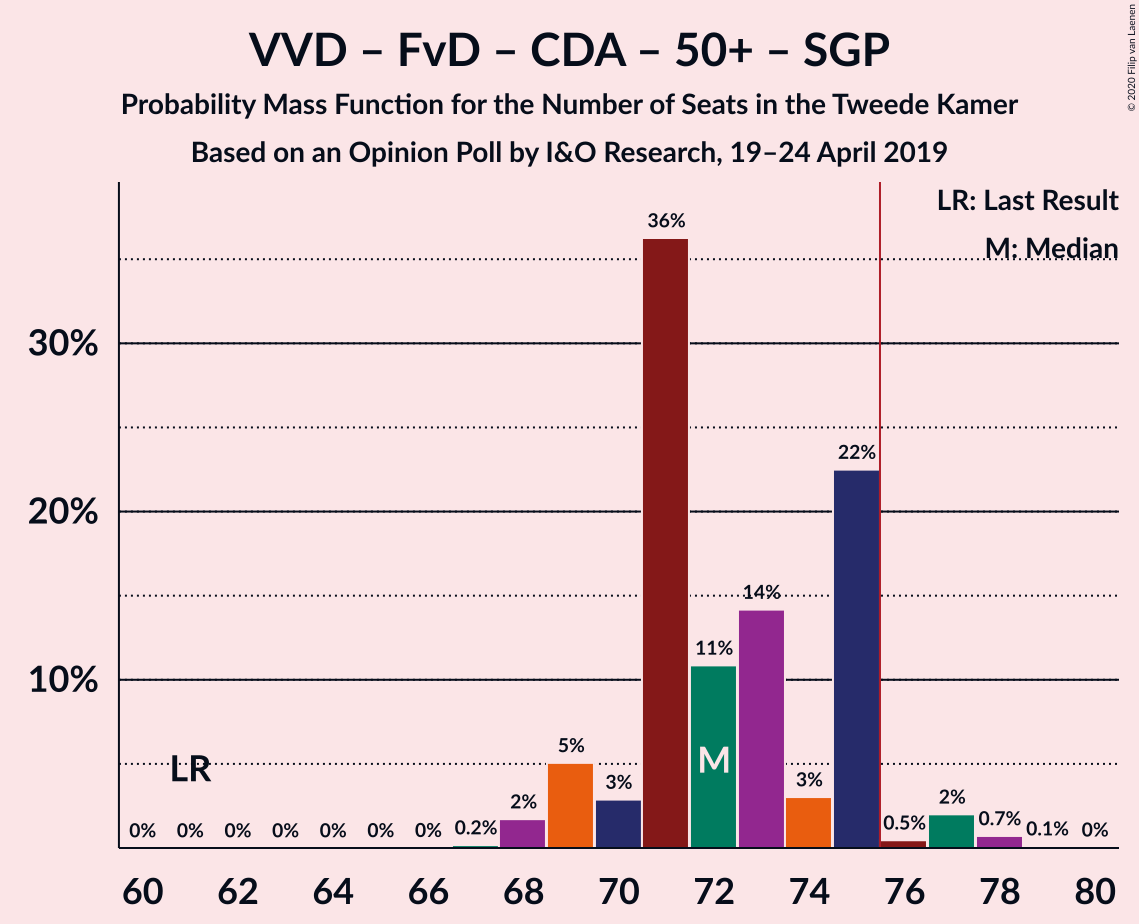 VVD – FvD – CDA – 50+ – SGP
Probability Mass Function for the Number of Seats in the Tweede Kamer
Based on an Opinion Poll by I&O Research, 19–24 April 2019
© 2020 Filip van Laenen
LR: Last Result
M: Median
36%
30%
22%
20%
14%
11%
10%
LR
M
5%
3%
3%
2%
2%
0% 0% 0% 0% 0% 0% 0% 0.2% 0.5% 0.7% 0.1% 0%
60 62 64 66 68 70 72 74 76 78 80